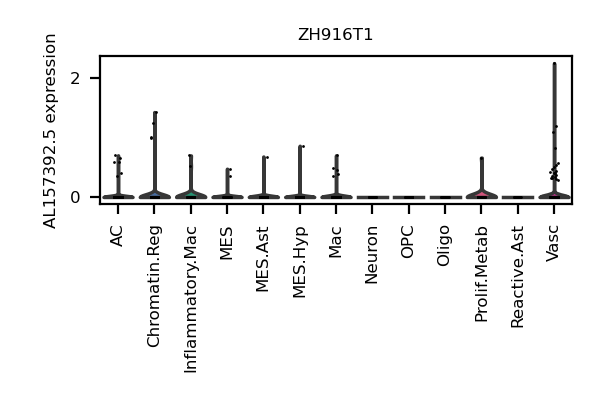 ZH916T1
AL157392.5 expression
2
0
AC
Chromatin.Reg
Inflammatory.Mac
MES
MES.Ast
MES.Hyp
Mac
Neuron
OPC
Oligo
Prolif.Metab
Reactive.Ast
Vasc